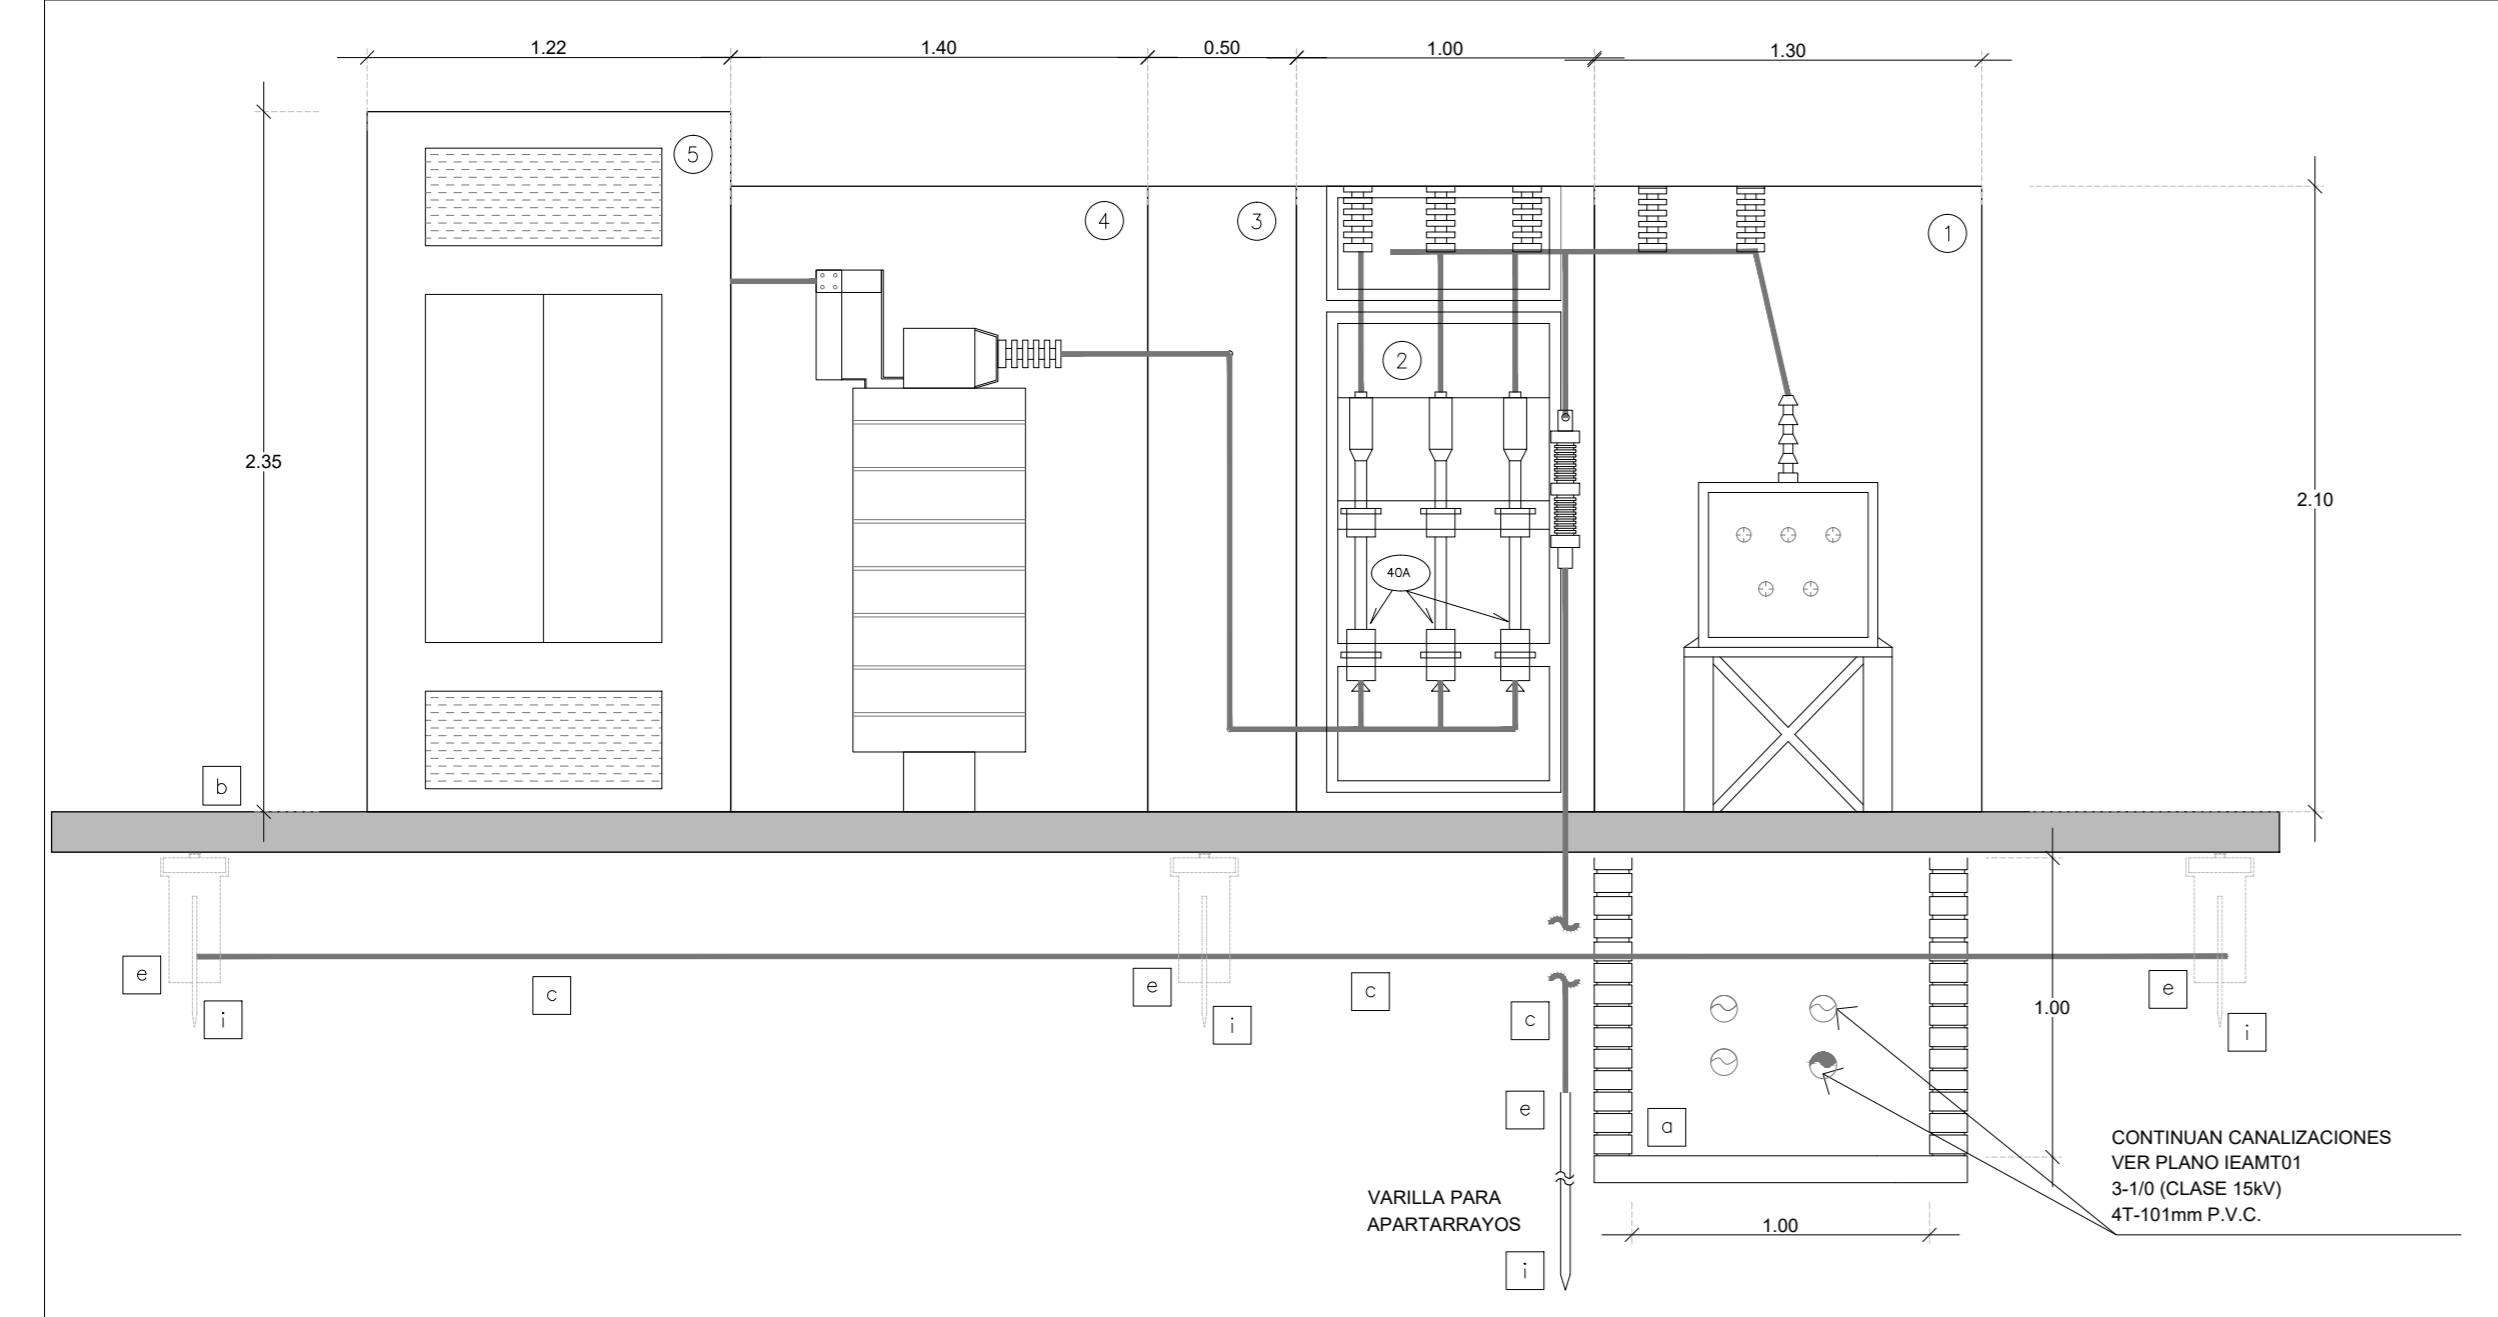 1.22
1.40
0.50
1.00
1.30
5
4
3
1
2
2.35
2.10
40A
b
e
c
e
c
e
i
i
c
1.00
i
e
a
CONTINUAN CANALIZACIONES
VER PLANO IEAMT01
3-1/0 (CLASE 15kV)
4T-101mm P.V.C.
VARILLA PARA
APARTARRAYOS
1.00
i